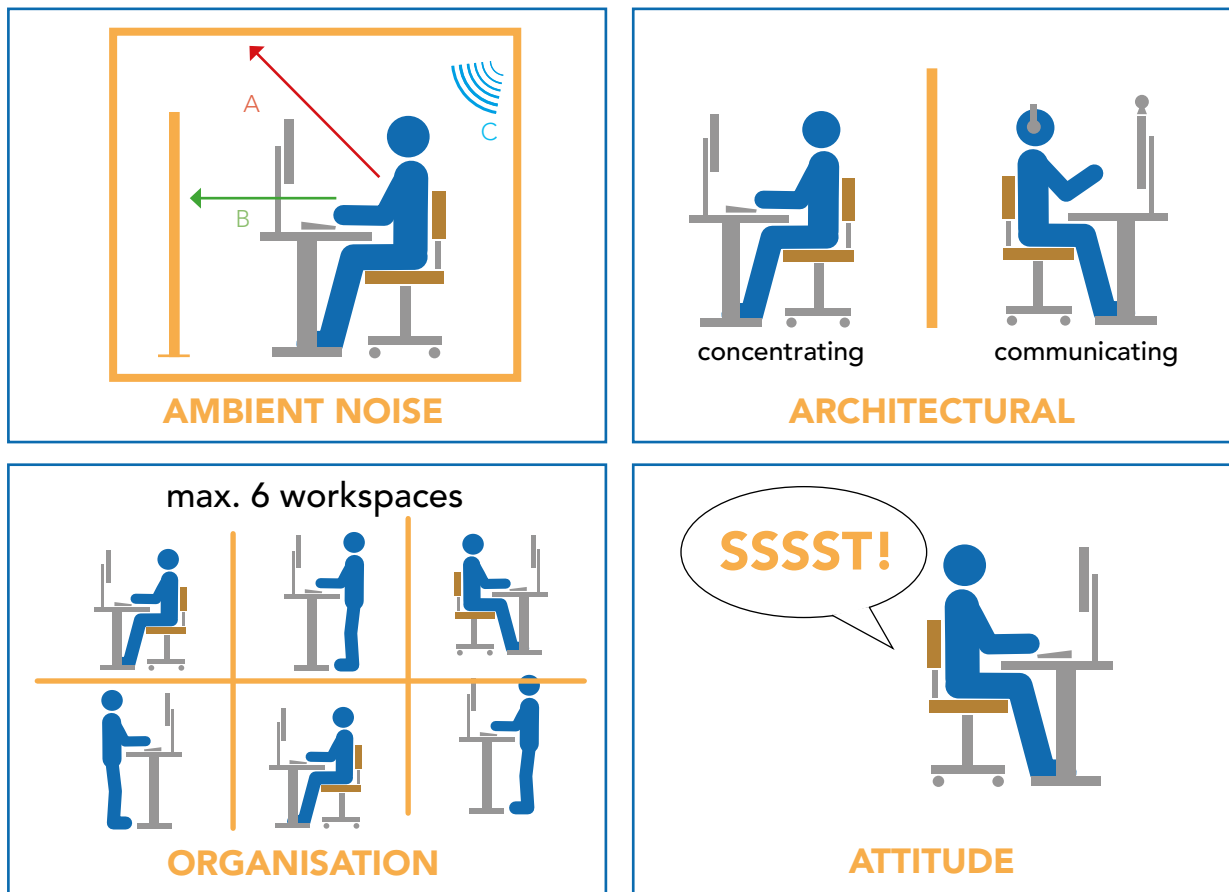 A
B
C
AMBIENT NOISE
concentrating
communicating
ARCHITECTURAL
max. 6 workspaces
ORGANISATION
SSSST!
ATTITUDE